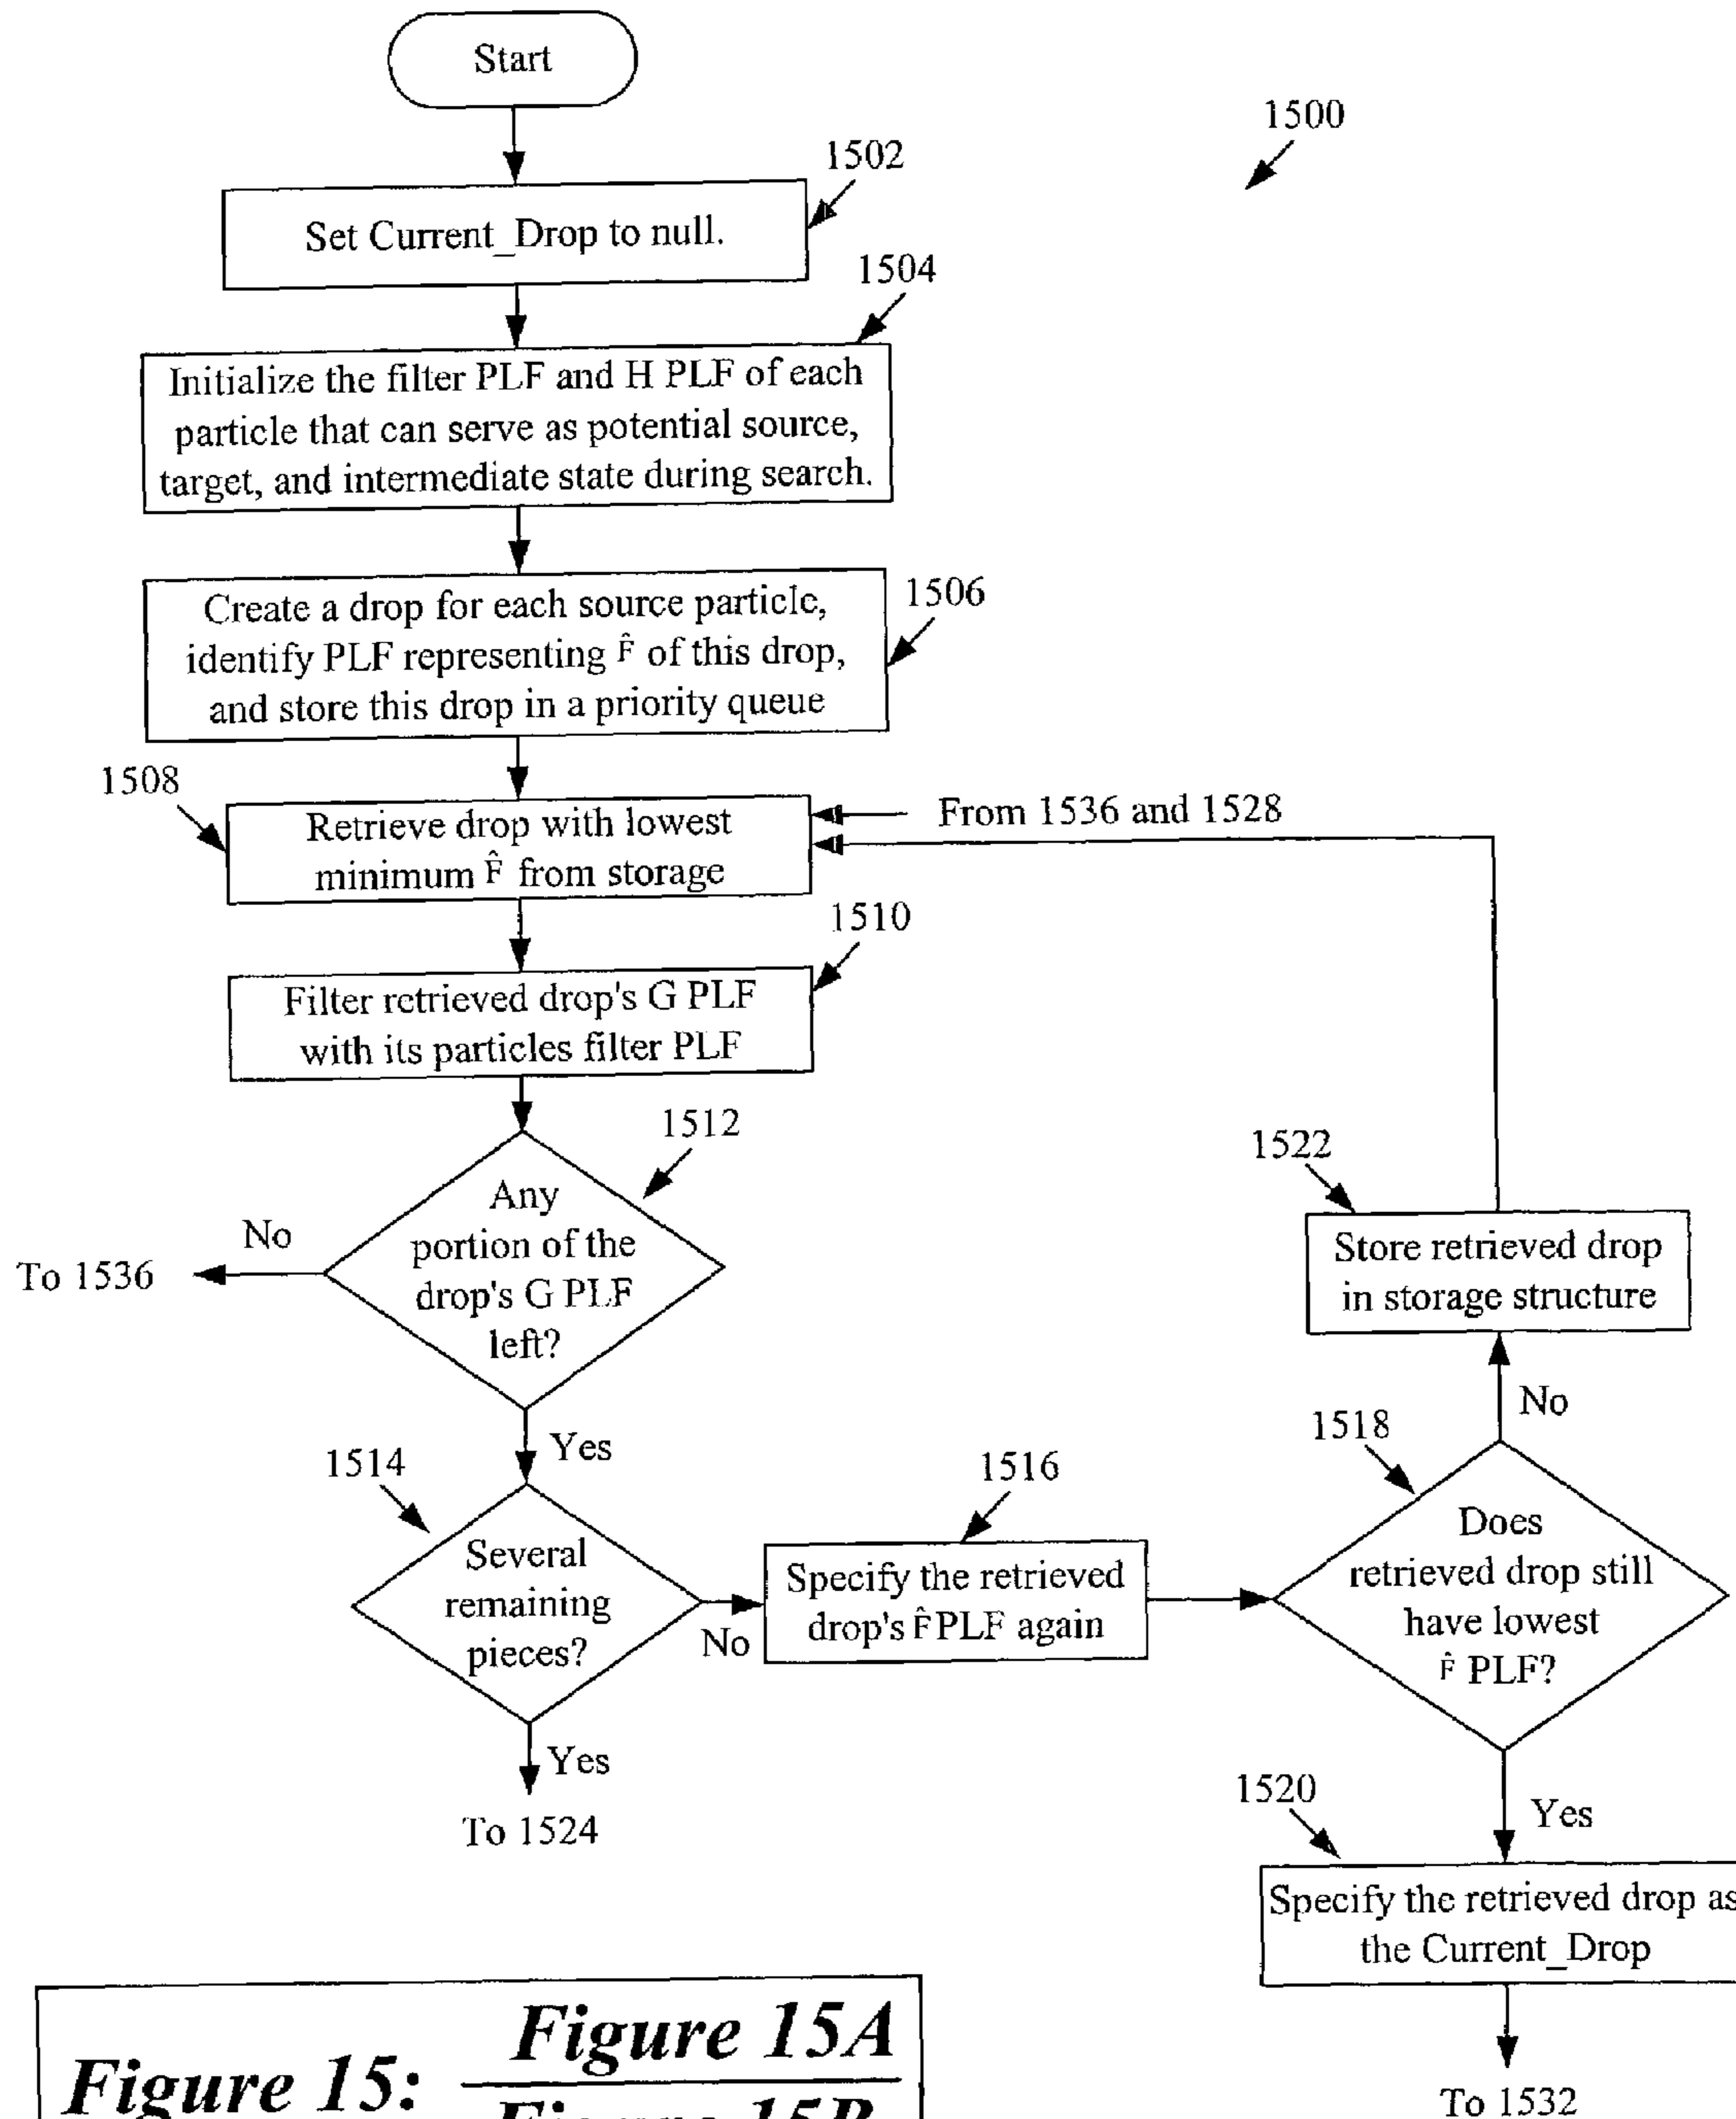 Start
1500
1502
Set Current_Drop to null.
1504
Initialize the filter PLF and H PLF of each
particle that can serve as potential source,
target, and intermediate state during search.
1506
Create a drop for each source particle,
identify PLF representing F̂ of this drop,
and store this drop in a priority queue
1508
Retrieve drop with lowest
minimum F̂ from storage
From 1536 and 1528
1510
Filter retrieved drop's G PLF
with its particles filter PLF
1512
Any
portion of the
drop's G PLF
left?
No
To 1536
Yes
1514
Several
remaining
pieces?
No
Yes
To 1524
1516
Specify the retrieved
drop's F̂ PLF again
1518
Does
retrieved drop still
have lowest
F̂ PLF?
No
1522
Store retrieved drop
in storage structure
Yes
1520
Specify the retrieved drop as
the Current_Drop
To 1532
Figure 15:
Figure 15A
Figure 15B